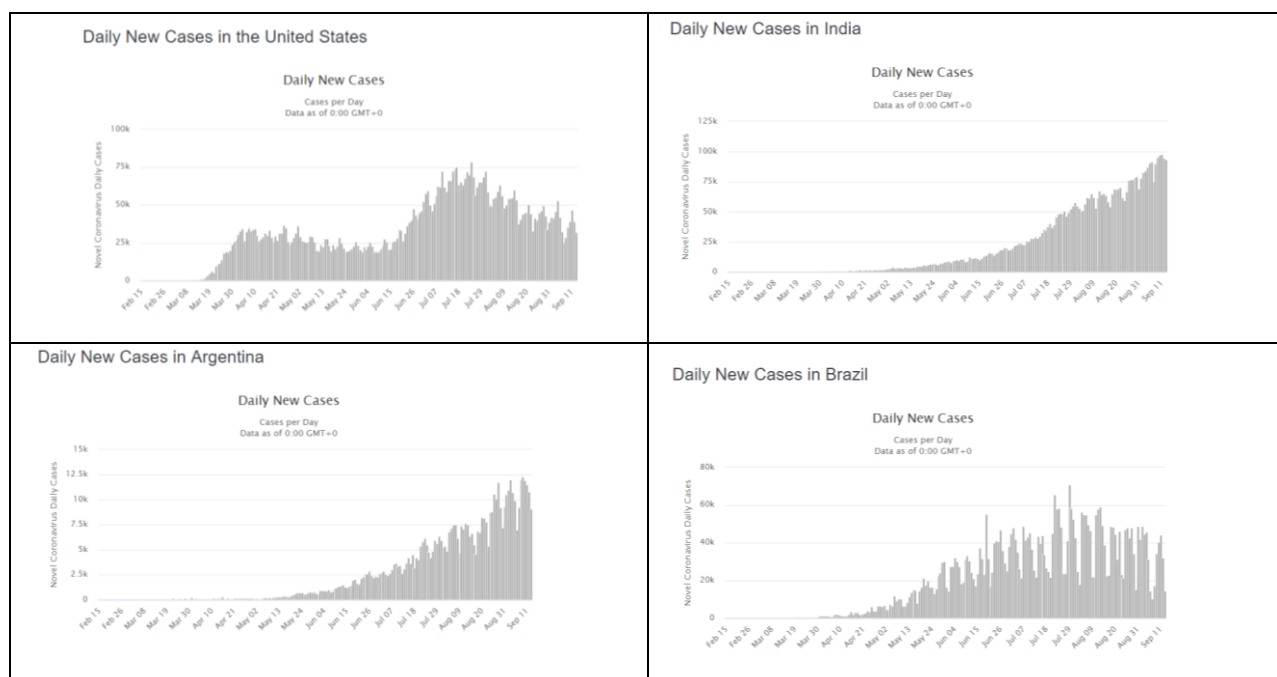 Daily New Cases in the United States
Daily New Cases
Cases per Day
Data as of 0:00 GMT+0
Novel Coronavirus Daily Cases
100k
75k
50k
25k
0
Feb 15
Feb 26
Mar 08
Mar 19
Mar 30
Apr 10
Apr 21
May 02
May 13
May 24
Jun 04
Jun 15
Jun 26
Jul 07
Jul 18
Jul 29
Aug 09
Aug 20
Aug 31
Sep 11
Daily New Cases in India
Daily New Cases
Cases per Day
Data as of 0:00 GMT+0
Novel Coronavirus Daily Cases
125k
100k
75k
50k
25k
0
Feb 15
Feb 26
Mar 08
Mar 19
Mar 30
Apr 10
Apr 21
May 02
May 13
May 24
Jun 04
Jun 15
Jun 26
Jul 07
Jul 18
Jul 29
Aug 09
Aug 20
Aug 31
Sep 11
Daily New Cases in Argentina
Daily New Cases
Cases per Day
Data as of 0:00 GMT+0
Novel Coronavirus Daily Cases
15k
12.5k
10k
7.5k
5k
2.5k
0
Feb 15
Feb 26
Mar 08
Mar 19
Mar 30
Apr 10
Apr 21
May 02
May 13
May 24
Jun 04
Jun 15
Jun 26
Jul 07
Jul 18
Jul 29
Aug 09
Aug 20
Aug 31
Sep 11
Daily New Cases in Brazil
Daily New Cases
Cases per Day
Data as of 0:00 GMT+0
Novel Coronavirus Daily Cases
80k
60k
40k
20k
0
Feb 15
Feb 26
Mar 08
Mar 19
Mar 30
Apr 10
Apr 21
May 02
May 13
May 24
Jun 04
Jun 15
Jun 26
Jul 07
Jul 18
Jul 29
Aug 09
Aug 20
Aug 31
Sep 11